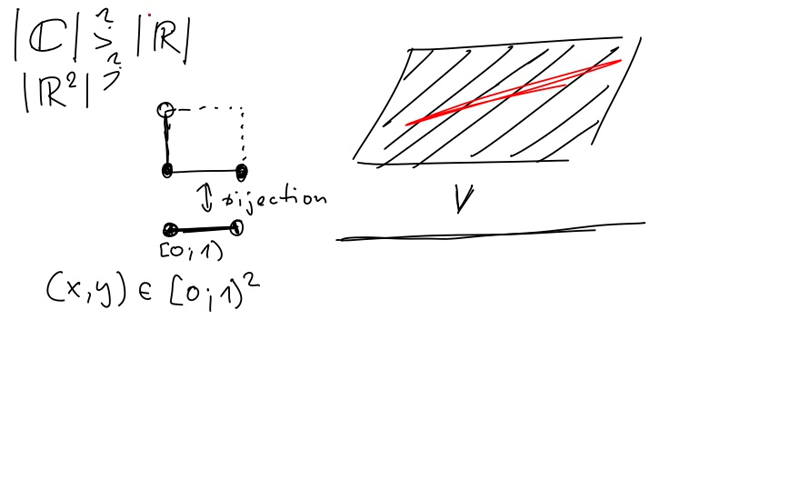 |ℂ| >? |ℝ|
|ℝ²| >?
bijection
[0;1)
(x,y) ∈ [0;1)²
V